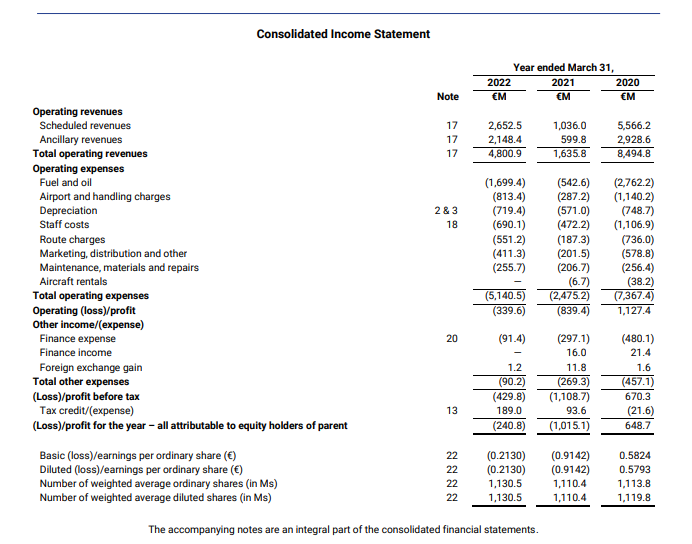 Consolidated Income Statement
Year ended March 31,
2022 2021 2020
Note €M €M €M
Operating revenues
Scheduled revenues 17 2,652.5 1,036.0 5,566.2
Ancillary revenues 17 2,148.4 599.8 2,928.6
Total operating revenues 17 4,800.9 1,635.8 8,494.8
Operating expenses
Fuel and oil (1,699.4) (542.6) (2,762.2)
Airport and handling charges (813.4) (287.2) (1,140.2)
Depreciation 2 & 3 (719.4) (571.0) (748.7)
Staff costs 18 (690.1) (472.2) (1,106.9)
Route charges (551.2) (187.3) (736.0)
Marketing, distribution and other (411.3) (201.5) (578.8)
Maintenance, materials and repairs (255.7) (206.7) (256.4)
Aircraft rentals — (6.7) (38.2)
Total operating expenses (5,140.5) (2,475.2) (7,367.4)
Operating (loss)/profit (339.6) (839.4) 1,127.4
Other income/(expense)
Finance expense 20 (91.4) (297.1) (480.1)
Finance income — 16.0 21.4
Foreign exchange gain 1.2 11.8 1.6
Total other expenses (90.2) (269.3) (457.1)
(Loss)/profit before tax (429.8) (1,108.7) 670.3
Tax credit/(expense) 13 189.0 93.6 (21.6)
(Loss)/profit for the year – all attributable to equity holders of parent (240.8) (1,015.1) 648.7
Basic (loss)/earnings per ordinary share (€) 22 (0.2130) (0.9142) 0.5824
Diluted (loss)/earnings per ordinary share (€) 22 (0.2130) (0.9142) 0.5793
Number of weighted average ordinary shares (in Ms) 22 1,130.5 1,110.4 1,113.8
Number of weighted average diluted shares (in Ms) 22 1,130.5 1,110.4 1,119.8
The accompanying notes are an integral part of the consolidated financial statements.